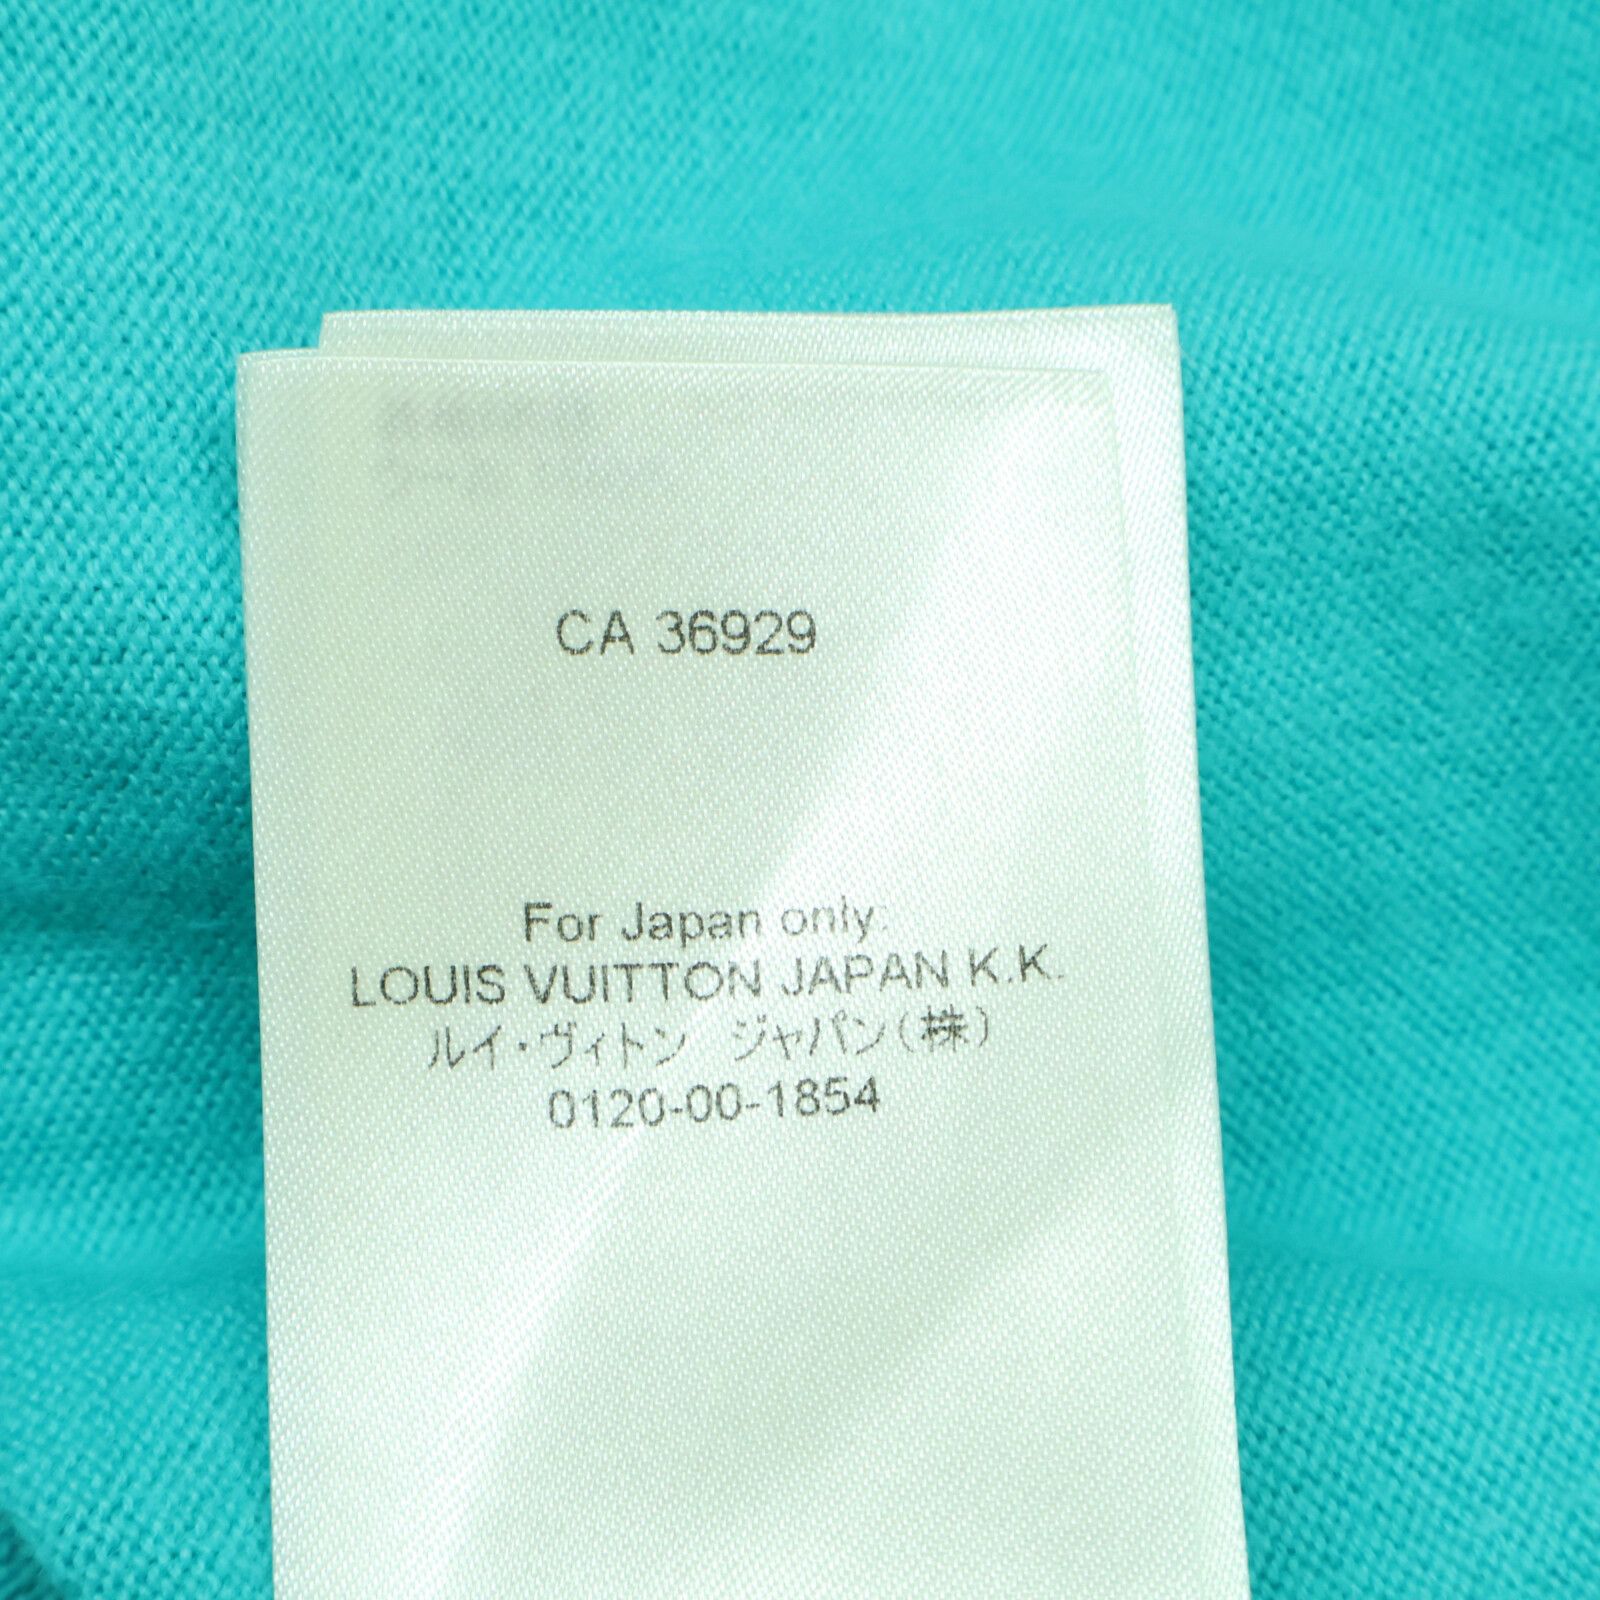 CA 36929
For Japan only:
LOUIS VUITTON JAPAN K.K.
ルイ・ヴィトン ジャパン(株)
0120-00-1854